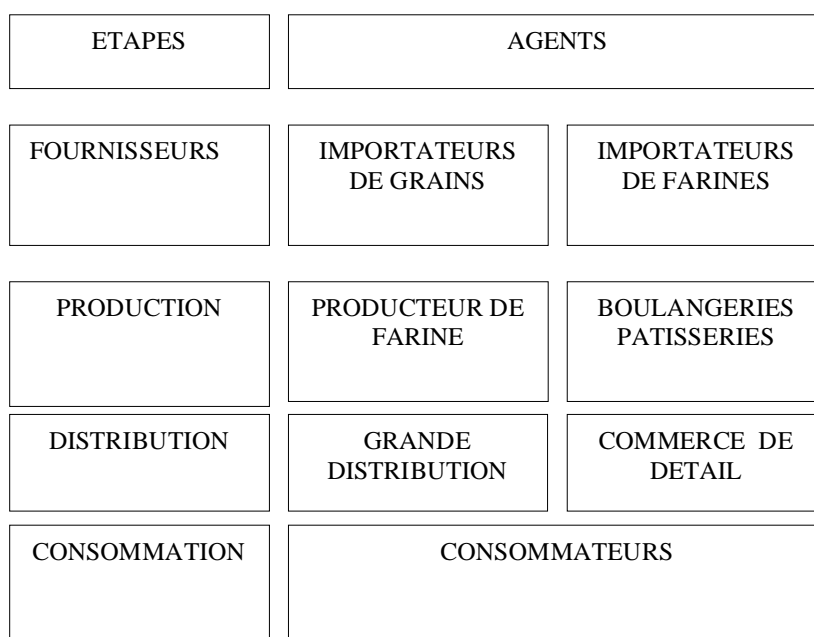 ETAPES
AGENTS
FOURNISSEURS
IMPORTATEURS
DE GRAINS
IMPORTATEURS
DE FARINES
PRODUCTION
PRODUCTEUR DE
FARINE
BOULANGERIES
PATISSERIES
DISTRIBUTION
GRANDE
DISTRIBUTION
COMMERCE DE
DETAIL
CONSOMMATION
CONSOMMATEURS